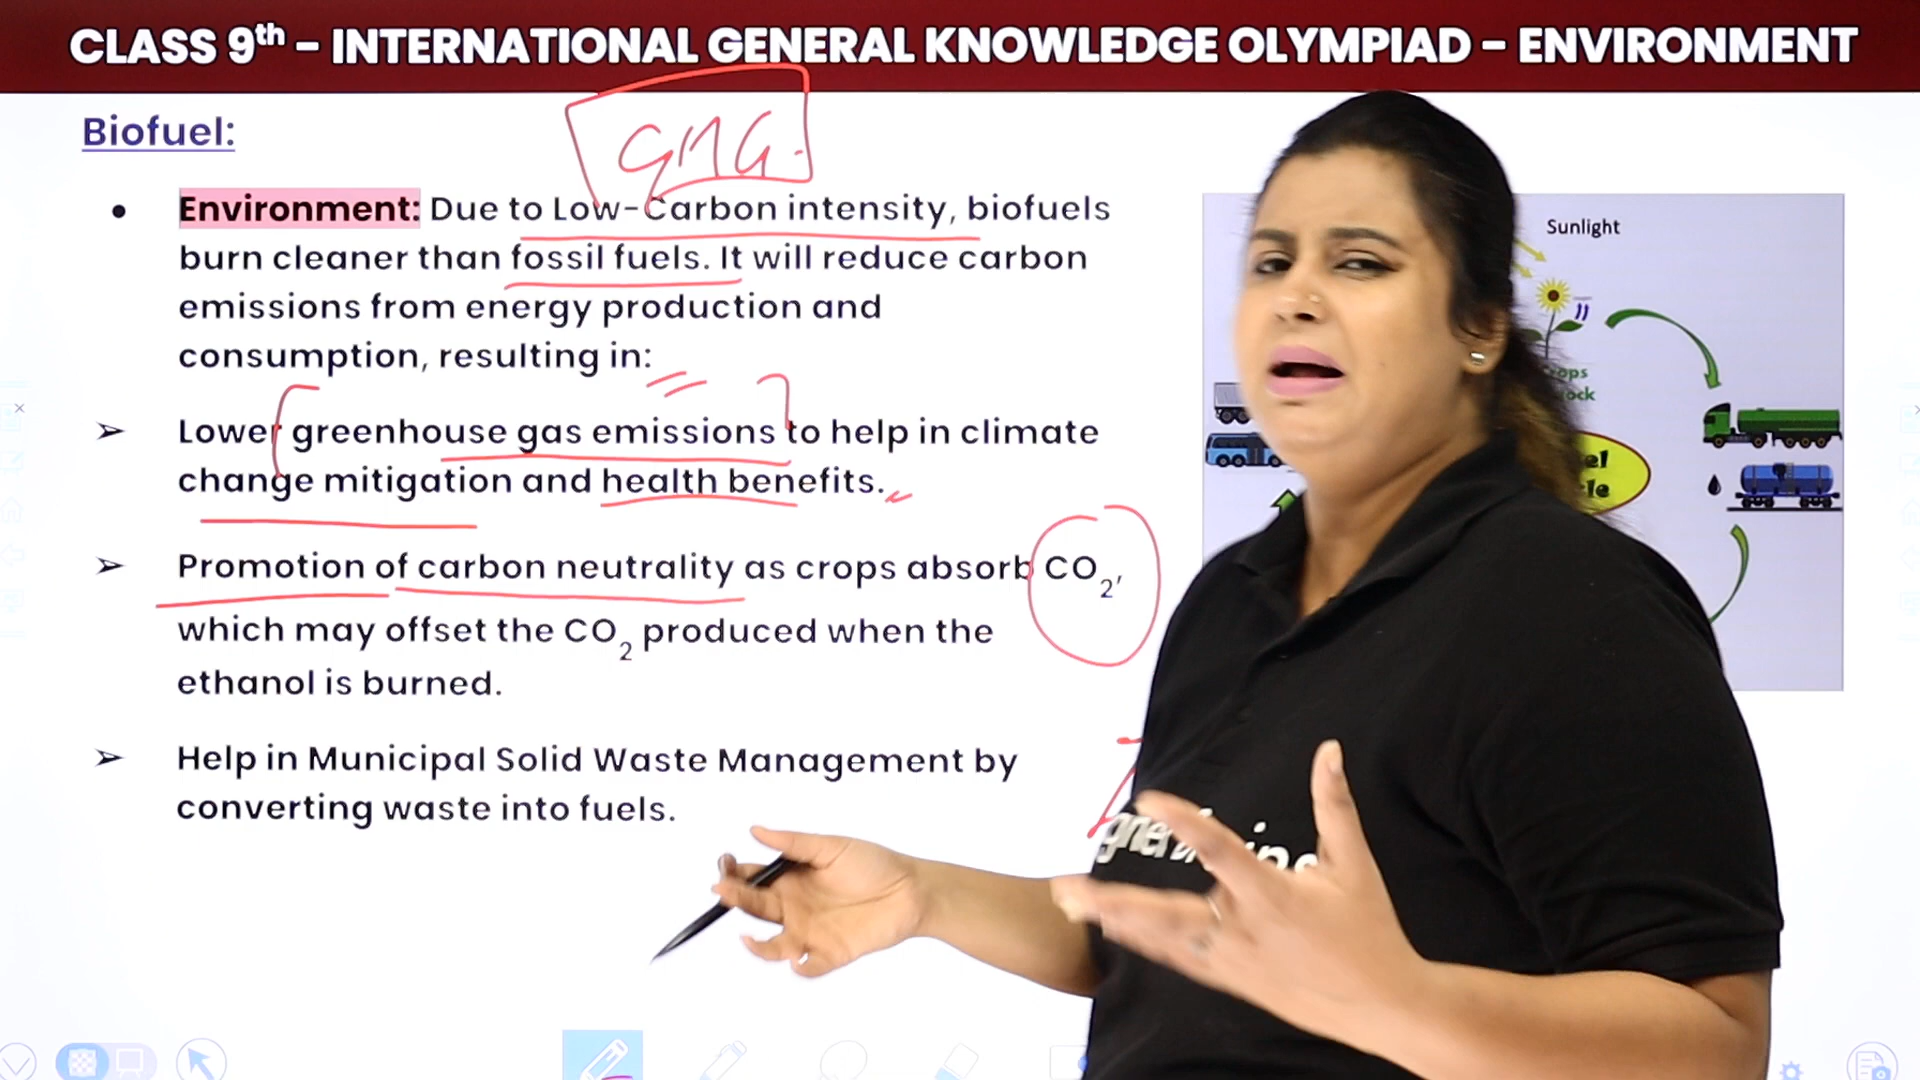 CLASS 9th - INTERNATIONAL GENERAL KNOWLEDGE OLYMPIAD - ENVIRONMENT
Biofuel:
GHG.
• Environment: Due to Low-Carbon intensity, biofuels
burn cleaner than fossil fuels. It will reduce carbon
emissions from energy production and
consumption, resulting in:
➢ Lower greenhouse gas emissions to help in climate
change mitigation and health benefits.
➢ Promotion of carbon neutrality as crops absorb CO2,
which may offset the CO2 produced when the
ethanol is burned.
➢ Help in Municipal Solid Waste Management by
converting waste into fuels.
Sunlight